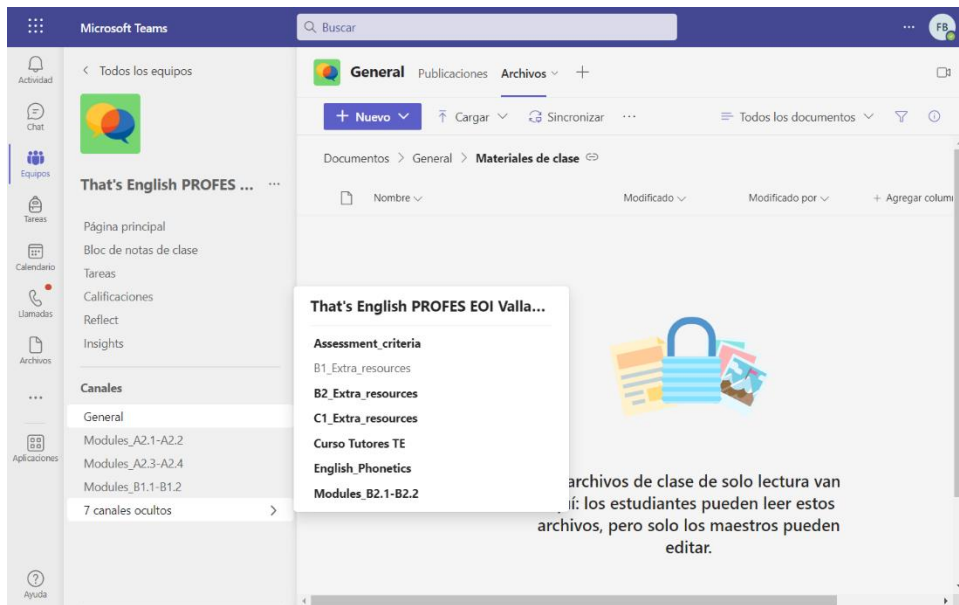 Microsoft Teams
Buscar
...
FB
Actividad
Chat
Equipos
Tareas
Calendario
Llamadas
Archivos
...
Aplicaciones
Ayuda
< Todos los equipos
That's English PROFES ... ...
Página principal
Bloc de notas de clase
Tareas
Calificaciones
Reflect
Insights
Canales
General
Modules_A2.1-A2.2
Modules_A2.3-A2.4
Modules_B1.1-B1.2
7 canales ocultos >
General Publicaciones Archivos +
+ Nuevo Cargar Sincronizar ... Todos los documentos
Documentos > General > Materiales de clase
Nombre Modificado Modificado por + Agregar colum
That's English PROFES EOI Valla...
Assessment_criteria
B1_Extra_resources
B2_Extra_resources
C1_Extra_resources
Curso Tutores TE
English_Phonetics
Modules_B2.1-B2.2
archivos de clase de solo lectura van
í: los estudiantes pueden leer estos
archivos, pero solo los maestros pueden
editar.